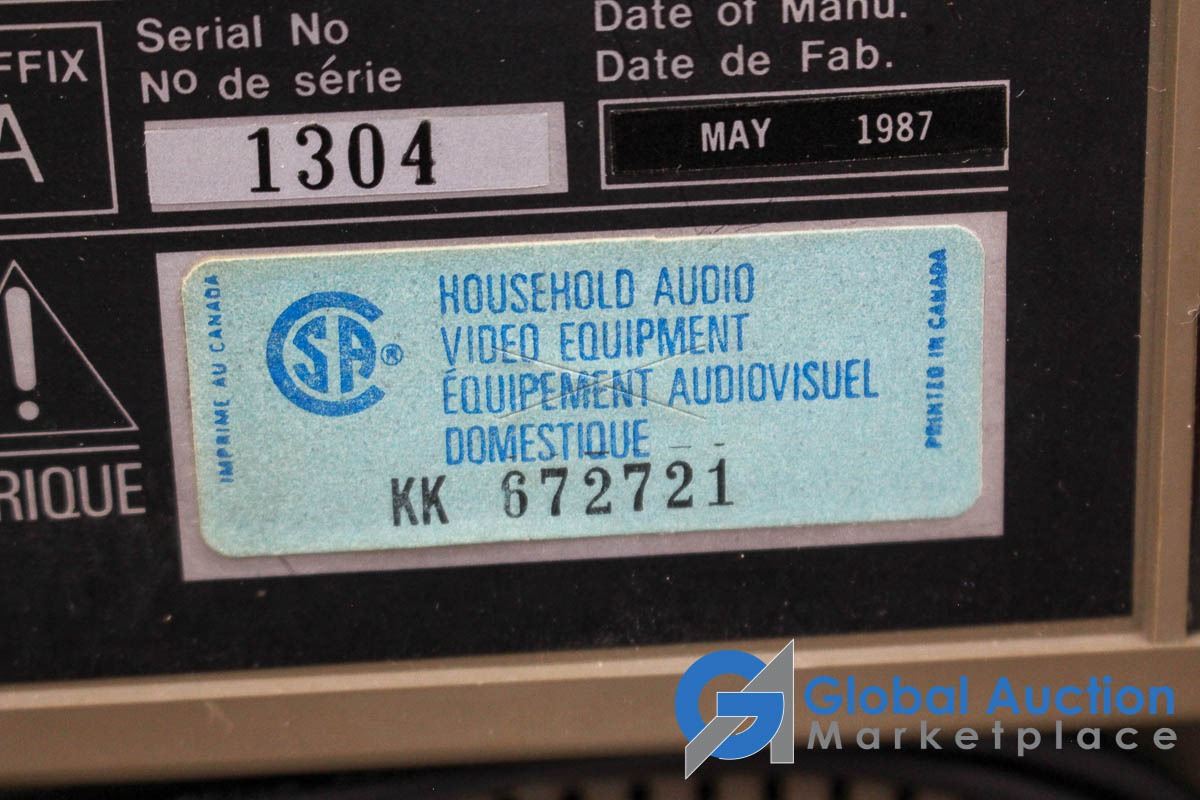 FFIX
A
Serial No
No de série
1304
Date of Manu.
Date de Fab.
MAY 1987
RIQUE
IMPRIME AU CANADA
CSA®
HOUSEHOLD AUDIO
VIDEO EQUIPMENT
ÉQUIPEMENT AUDIOVISUEL
DOMESTIQUE
KK 672721
PRINTED IN CANADA
Global Auction
Marketplace